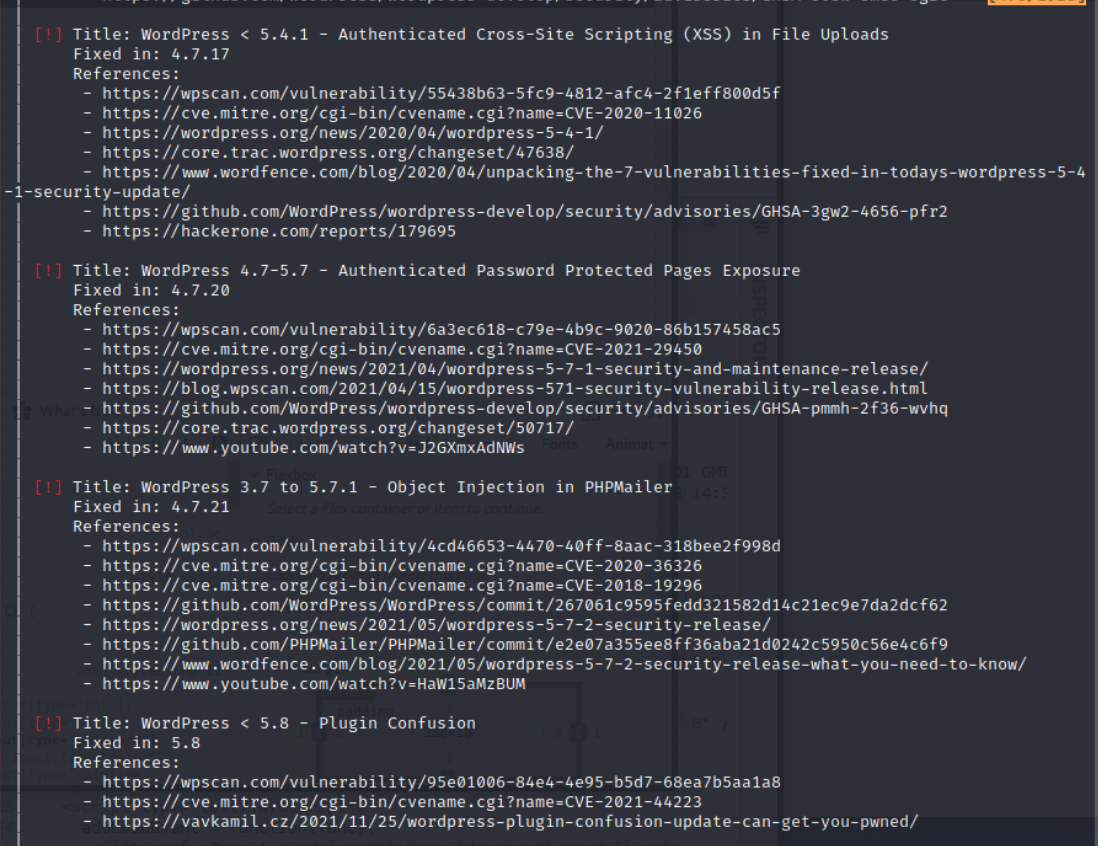 [!] Title: WordPress < 5.4.1 - Authenticated Cross-Site Scripting (XSS) in File Uploads
Fixed in: 4.7.17
References:
- https://wpscan.com/vulnerability/55438b63-5fc9-4812-afc4-2f1eff800d5f
- https://cve.mitre.org/cgi-bin/cvename.cgi?name=CVE-2020-11026
- https://wordpress.org/news/2020/04/wordpress-5-4-1/
- https://core.trac.wordpress.org/changeset/47638/
- https://www.wordfence.com/blog/2020/04/unpacking-the-7-vulnerabilities-fixed-in-todays-wordpress-5-4
-1-security-update/
- https://github.com/WordPress/wordpress-develop/security/advisories/GHSA-3gw2-4656-pfr2
- https://hackerone.com/reports/179695
[!] Title: WordPress 4.7-5.7 - Authenticated Password Protected Pages Exposure
Fixed in: 4.7.20
References:
- https://wpscan.com/vulnerability/6a3ec618-c79e-4b9c-9020-86b157458ac5
- https://cve.mitre.org/cgi-bin/cvename.cgi?name=CVE-2021-29450
- https://wordpress.org/news/2021/04/wordpress-5-7-1-security-and-maintenance-release/
- https://blog.wpscan.com/2021/04/15/wordpress-571-security-vulnerability-release.html
- https://github.com/WordPress/wordpress-develop/security/advisories/GHSA-pmmh-2f36-wvhq
- https://core.trac.wordpress.org/changeset/50717/
- https://www.youtube.com/watch?v=J2GXmxAdNWs
[!] Title: WordPress 3.7 to 5.7.1 - Object Injection in PHPMailer
Fixed in: 4.7.21
References:
- https://wpscan.com/vulnerability/4cd46653-4470-40ff-8aac-318bee2f998d
- https://cve.mitre.org/cgi-bin/cvename.cgi?name=CVE-2020-36326
- https://cve.mitre.org/cgi-bin/cvename.cgi?name=CVE-2018-19296
- https://github.com/WordPress/WordPress/commit/267061c9595fedd321582d14c21ec9e7da2dcf62
- https://wordpress.org/news/2021/05/wordpress-5-7-2-security-release/
- https://github.com/PHPMailer/PHPMailer/commit/e2e07a355ee8ff36aba21d0242c5950c56e4c6f9
- https://www.wordfence.com/blog/2021/05/wordpress-5-7-2-security-release-what-you-need-to-know/
- https://www.youtube.com/watch?v=HaW15aMzBUM
[!] Title: WordPress < 5.8 - Plugin Confusion
Fixed in: 5.8
References:
- https://wpscan.com/vulnerability/95e01006-84e4-4e95-b5d7-68ea7b5aa1a8
- https://cve.mitre.org/cgi-bin/cvename.cgi?name=CVE-2021-44223
- https://vavkamil.cz/2021/11/25/wordpress-plugin-confusion-update-can-get-you-pwned/